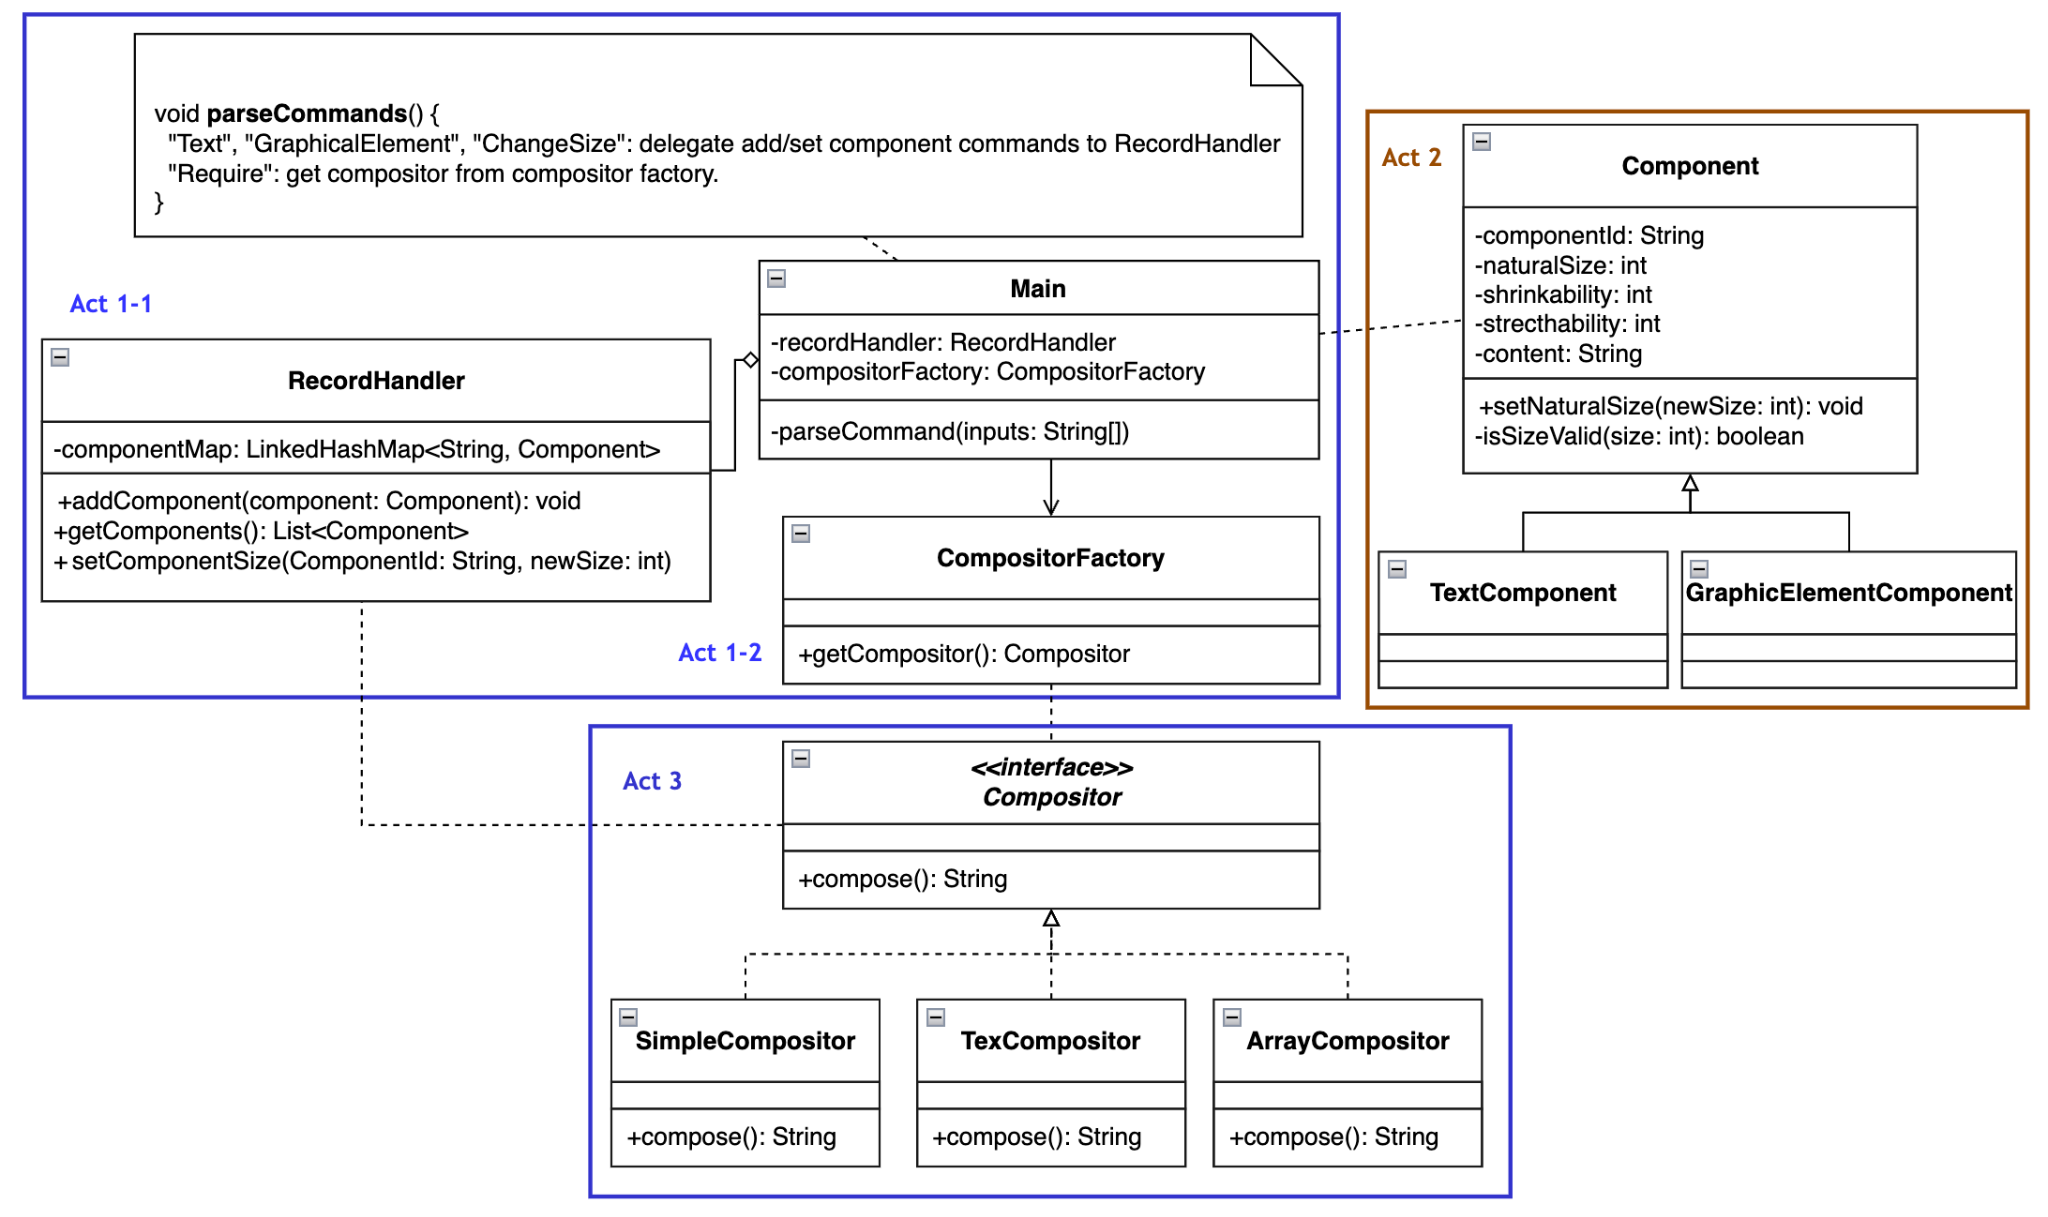 void parseCommands() {
"Text", "GraphicalElement", "ChangeSize": delegate add/set component commands to RecordHandler
"Require": get compositor from compositor factory.
}
Act 1-1
Main
-recordHandler: RecordHandler
-compositorFactory: CompositorFactory
-parseCommand(inputs: String[])
RecordHandler
-componentMap: LinkedHashMap<String, Component>
+addComponent(component: Component): void
+getComponents(): List<Component>
+ setComponentSize(ComponentId: String, newSize: int)
Act 1-2
CompositorFactory
+getCompositor(): Compositor
Act 2
Component
-componentId: String
-naturalSize: int
-shrinkability: int
-strecthability: int
-content: String
+setNaturalSize(newSize: int): void
-isSizeValid(size: int): boolean
TextComponent
GraphicElementComponent
Act 3
<<interface>>
Compositor
+compose(): String
SimpleCompositor
+compose(): String
TexCompositor
+compose(): String
ArrayCompositor
+compose(): String